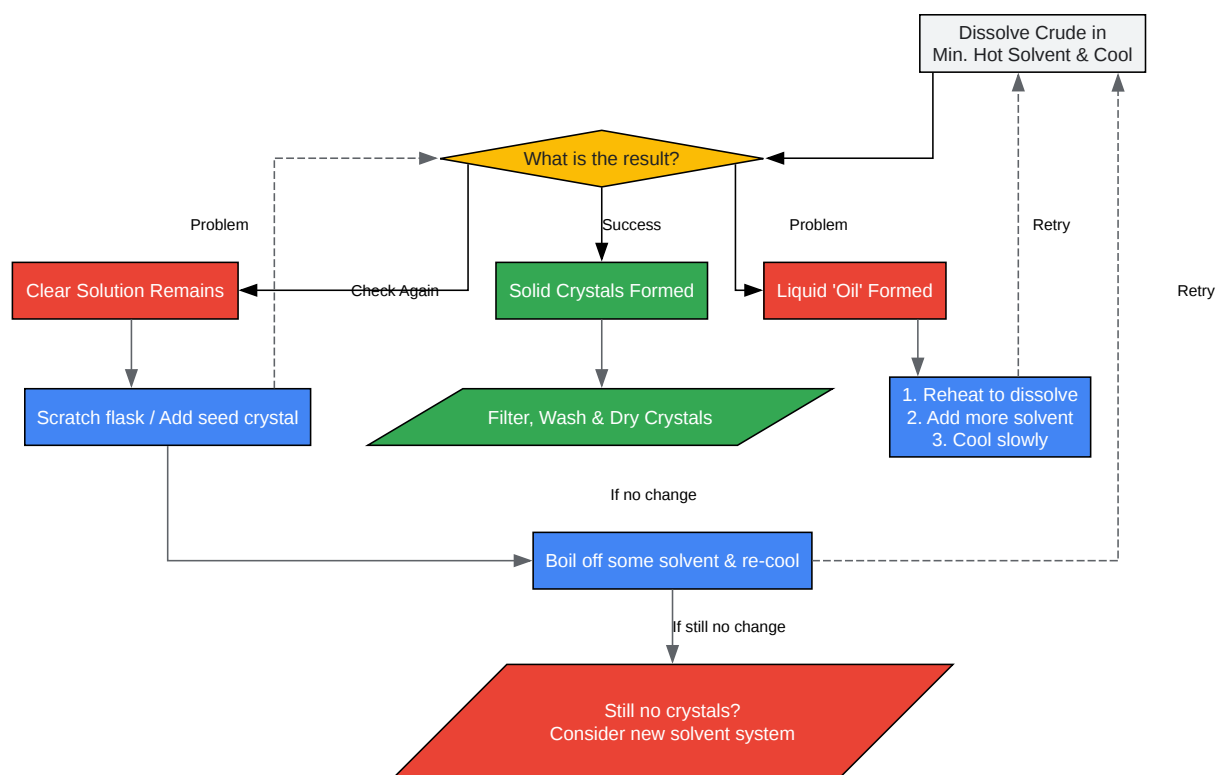 Dissolve Crude in
Min. Hot Solvent & Cool
What is the result?
Problem
Success
Problem
Retry
Clear Solution Remains
Check Again
Solid Crystals Formed
Liquid 'Oil' Formed
Retry
Scratch flask / Add seed crystal
Filter, Wash & Dry Crystals
1. Reheat to dissolve
2. Add more solvent
3. Cool slowly
If no change
Boil off some solvent & re-cool
If still no change
Still no crystals?
Consider new solvent system